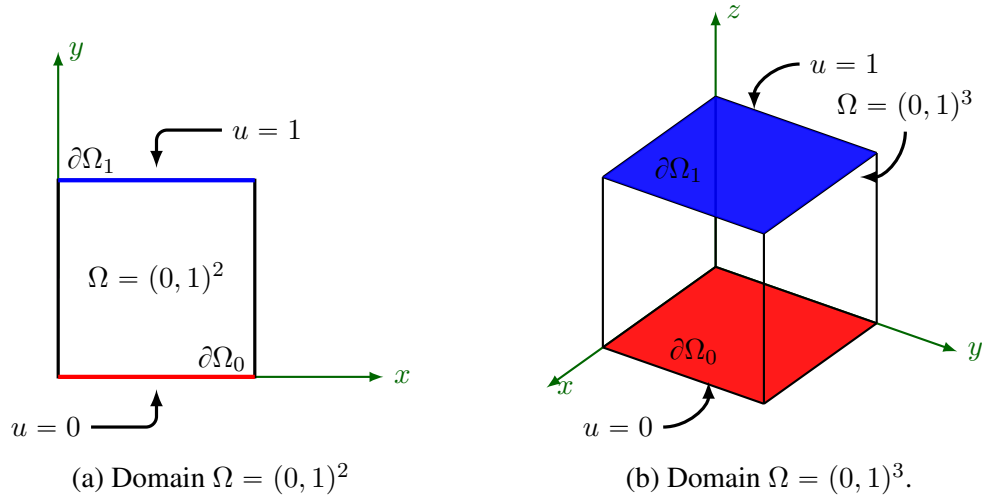 y
u = 1
∂Ω₁
Ω = (0, 1)²
∂Ω₀
x
u = 0
(a) Domain Ω = (0, 1)²
z
u = 1
Ω = (0, 1)³
∂Ω₁
∂Ω₀
y
x
u = 0
(b) Domain Ω = (0, 1)³.